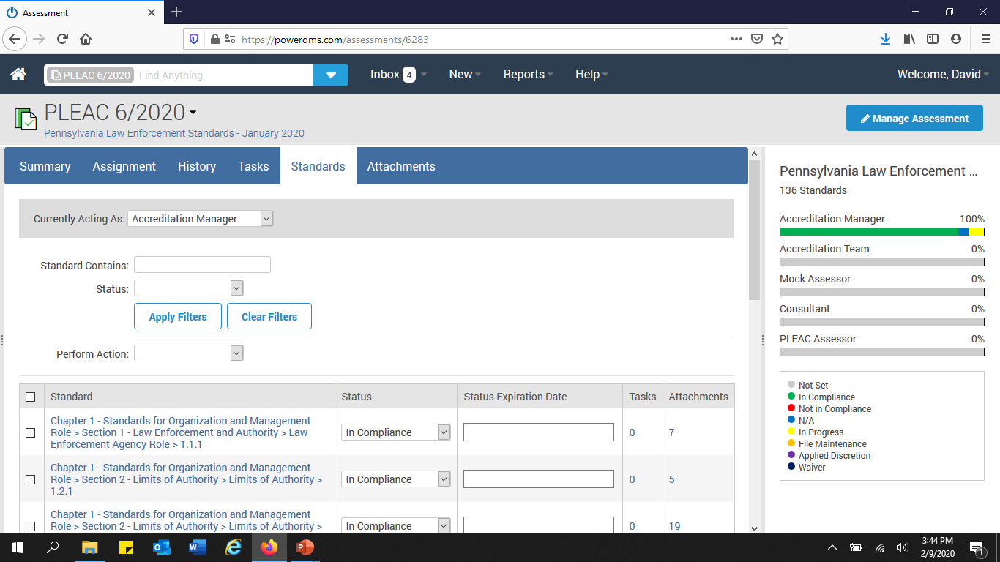 Assessment
https://powerdms.com/assessments/6283
PLEAC 6/2020 Find Anything
Inbox 4 New Reports Help Welcome, David
PLEAC 6/2020
Pennsylvania Law Enforcement Standards - January 2020
Manage Assessment
Summary Assignment History Tasks Standards Attachments
Currently Acting As: Accreditation Manager
Standard Contains:
Status:
Apply Filters Clear Filters
Perform Action:
Standard Status Status Expiration Date Tasks Attachments
Chapter 1 - Standards for Organization and Management
Role > Section 1 - Law Enforcement and Authority > Law
Enforcement Agency Role > 1.1.1
In Compliance 0 7
Chapter 1 - Standards for Organization and Management
Role > Section 2 - Limits of Authority > Limits of Authority >
1.2.1
In Compliance 0 5
Chapter 1 - Standards for Organization and Management
Role > Section 2 - Limits of Authority > Limits of Authority >
In Compliance 0 19
Pennsylvania Law Enforcement ...
136 Standards
Accreditation Manager 100%
Accreditation Team 0%
Mock Assessor 0%
Consultant 0%
PLEAC Assessor 0%
Not Set
In Compliance
Not in Compliance
N/A
In Progress
File Maintenance
Applied Discretion
Waiver
3:44 PM
2/9/2020
1